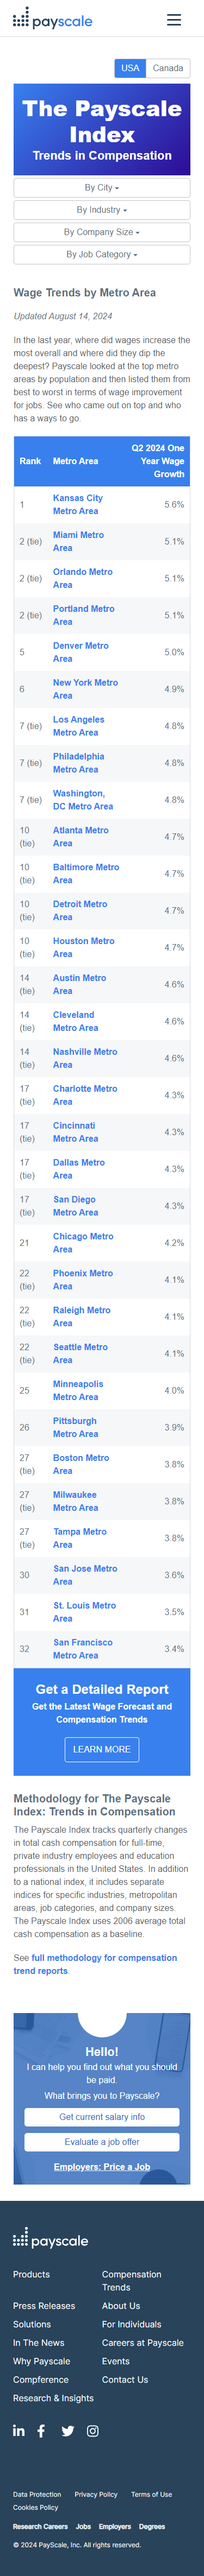 payscale
USA
Canada
The Payscale
Index
Trends in Compensation
By City
By Industry
By Company Size
By Job Category
Wage Trends by Metro Area
Updated August 14, 2024
In the last year, where did wages increase the
most overall and where did they dip the
deepest? Payscale looked at the top metro
areas by population and then listed them from
best to worst in terms of wage improvement
for jobs. See who came out on top and who
has a ways to go.
Rank Metro Area Q2 2024 One
Year Wage
Growth
1 Kansas City 5.6%
Metro Area
2 (tie) Miami Metro 5.1%
Area
2 (tie) Orlando Metro 5.1%
Area
2 (tie) Portland Metro 5.1%
Area
5 Denver Metro 5.0%
Area
6 New York Metro 4.9%
Area
7 (tie) Los Angeles 4.8%
Metro Area
7 (tie) Philadelphia 4.8%
Metro Area
7 (tie) Washington, 4.8%
DC Metro Area
10 Atlanta Metro 4.7%
(tie) Area
10 Baltimore Metro 4.7%
(tie) Area
10 Detroit Metro 4.7%
(tie) Area
10 Houston Metro 4.7%
(tie) Area
14 Austin Metro 4.6%
(tie) Area
14 Cleveland 4.6%
(tie) Metro Area
14 Nashville Metro 4.6%
(tie) Area
17 Charlotte Metro 4.3%
(tie) Area
17 Cincinnati 4.3%
(tie) Metro Area
17 Dallas Metro 4.3%
(tie) Area
17 San Diego 4.3%
(tie) Metro Area
21 Chicago Metro 4.2%
Area
22 Phoenix Metro 4.1%
(tie) Area
22 Raleigh Metro 4.1%
(tie) Area
22 Seattle Metro 4.1%
(tie) Area
25 Minneapolis 4.0%
Metro Area
26 Pittsburgh 3.9%
Metro Area
27 Boston Metro 3.8%
(tie) Area
27 Milwaukee 3.8%
(tie) Metro Area
27 Tampa Metro 3.8%
(tie) Area
30 San Jose Metro 3.6%
Area
31 St. Louis Metro 3.5%
Area
32 San Francisco 3.4%
Metro Area
Get a Detailed Report
Get the Latest Wage Forecast and
Compensation Trends
LEARN MORE
Methodology for The Payscale
Index: Trends in Compensation
The Payscale Index tracks quarterly changes
in total cash compensation for full-time,
private industry employees and education
professionals in the United States. In addition
to a national index, it includes separate
indices for specific industries, metropolitan
areas, job categories, and company sizes.
The Payscale Index uses 2006 average total
cash compensation as a baseline.
See full methodology for compensation
trend reports.
Hello!
I can help you find out what you should
be paid.
What brings you to Payscale?
Get current salary info
Evaluate a job offer
Employers: Price a Job
payscale
Products
Compensation
Trends
Press Releases
About Us
Solutions
For Individuals
In The News
Careers at Payscale
Why Payscale
Events
Compference
Contact Us
Research & Insights
Data Protection Privacy Policy Terms of Use
Cookies Policy
Research Careers Jobs Employers Degrees
© 2024 PayScale, Inc. All rights reserved.